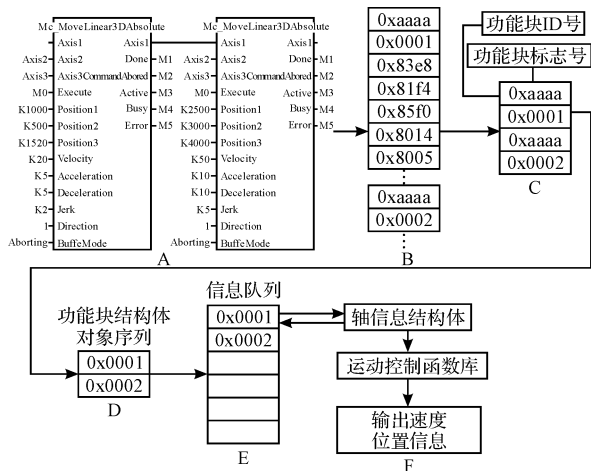 Mc_MoveLinear3DAbsolute
Axis1 Axis1
Axis2 Axis2 Done M1
Axis3 Axis3CommandAbored M2
M0 Execute Active M3
K1000 Position1 Busy M4
K500 Position2 Error M5
K1520 Position3
K20 Velocity
K5 Acceleration
K5 Deceleration
K2 Jerk
1 Direction
Aborting BuffeMode
Mc_MoveLinear3DAbsolute
Axis1 Axis1
Axis2 Axis2 Done M1
Axis3 Axis3CommandAbored M2
M0 Execute Active M3
K2500 Position1 Busy M4
K3000 Position2 Error M5
K4000 Position3
K50 Velocity
K10 Acceleration
K10 Deceleration
K5 Jerk
1 Direction
Aborting BuffeMode
A
0xaaaa
0x0001
0x83e8
0x81f4
0x85f0
0x8014
0x8005
0xaaaa
0x0002
B
功能块ID号
功能块标志号
0xaaaa
0x0001
0xaaaa
0x0002
C
功能块结构体
对象序列
0x0001
0x0002
D
信息队列
0x0001
0x0002
E
轴信息结构体
运动控制函数库
输出速度
位置信息
F